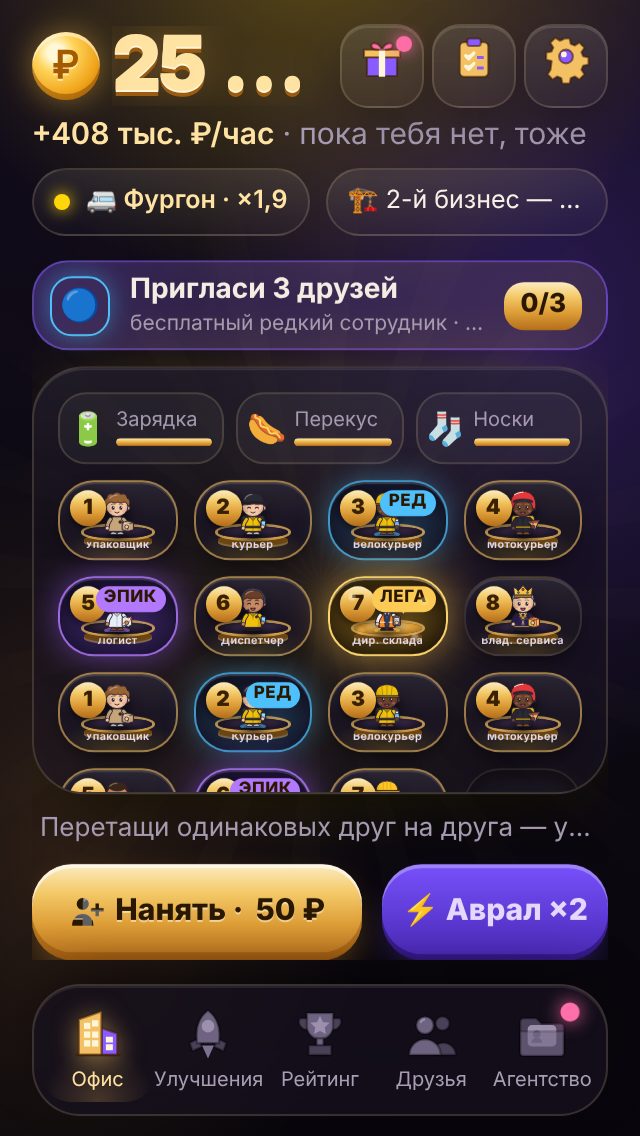 ₽ 25 ...
+408 тыс. ₽/час · пока тебя нет, тоже
Фургон · ×1,9
2-й бизнес — ...
Пригласи 3 друзей
бесплатный редкий сотрудник · ...
0/3
Зарядка
Перекус
Носки
1 Упаковщик
2 Курьер
3 РЕД Велокурьер
4 Мотокурьер
5 ЭПИК Логист
6 Диспетчер
7 ЛЕГА Дир. склада
8 Влад. сервиса
1 Упаковщик
2 РЕД Курьер
3 Велокурьер
4 Мотокурьер
ЭПИК
Перетащи одинаковых друг на друга — у...
Нанять · 50 ₽
Аврал ×2
Офис
Улучшения
Рейтинг
Друзья
Агентство